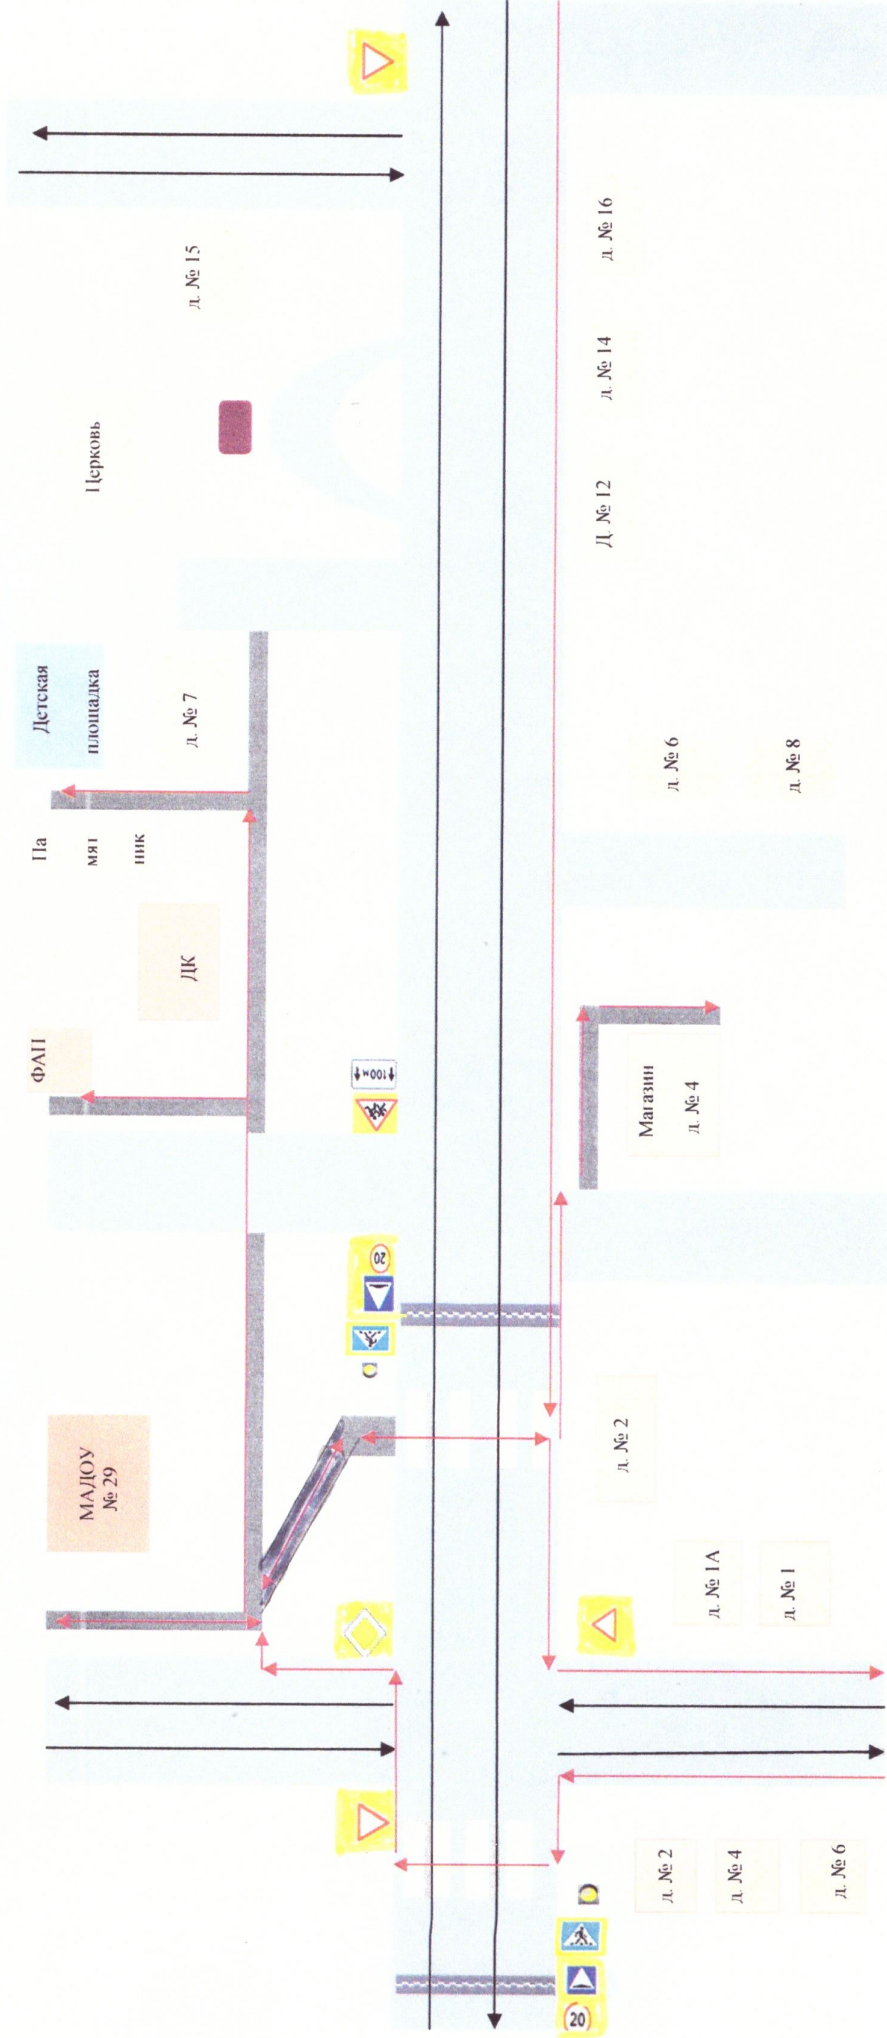 МАДОУ
№ 29
ФАП
ДК
Па
мят
ник
Детская
площадка
д. № 7
Церковь
д. № 15
20
100м
20
д. № 2
д. № 4
д. № 6
д. № 1А
д. № 1
д. № 2
Магазин
д. № 4
д. № 6
д. № 8
Д. № 12
д. № 14
д. № 16